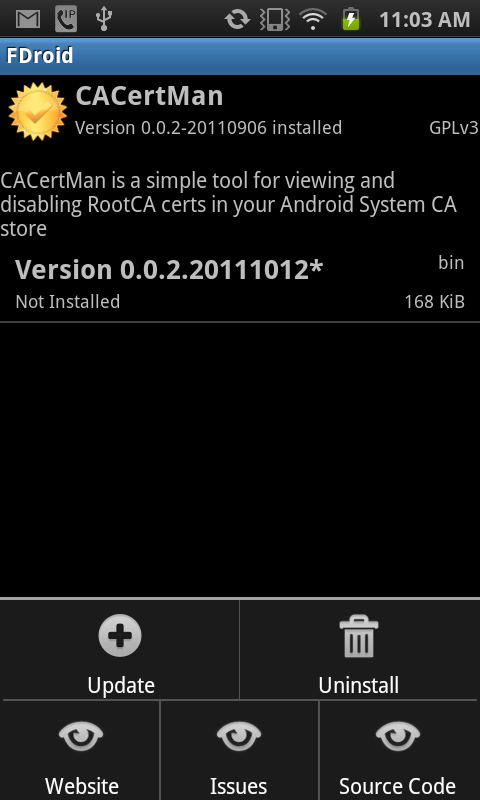 IP
11:03 AM
FDroid
CACertMan
Version 0.0.2-20110906 installed
GPLv3
CACertMan is a simple tool for viewing and
disabling RootCA certs in your Android System CA
store
Version 0.0.2.20111012*
bin
Not Installed
168 KiB
Update
Uninstall
Website
Issues
Source Code